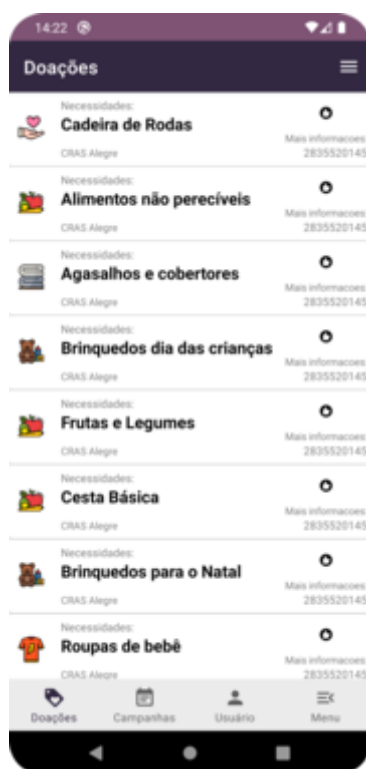 14:22
Doações
Necessidades:
Cadeira de Rodas
CRAS Alegre
Mais informacoes
2835520145
Necessidades:
Alimentos não perecíveis
CRAS Alegre
Mais informacoes
2835520145
Necessidades:
Agasalhos e cobertores
CRAS Alegre
Mais informacoes
2835520145
Necessidades:
Brinquedos dia das crianças
CRAS Alegre
Mais informacoes
2835520145
Necessidades:
Frutas e Legumes
CRAS Alegre
Mais informacoes
2835520145
Necessidades:
Cesta Básica
CRAS Alegre
Mais informacoes
2835520145
Necessidades:
Brinquedos para o Natal
CRAS Alegre
Mais informacoes
2835520145
Necessidades:
Roupas de bebê
CRAS Alegre
Mais informacoes
2835520145
Doações Campanhas Usuário Menu